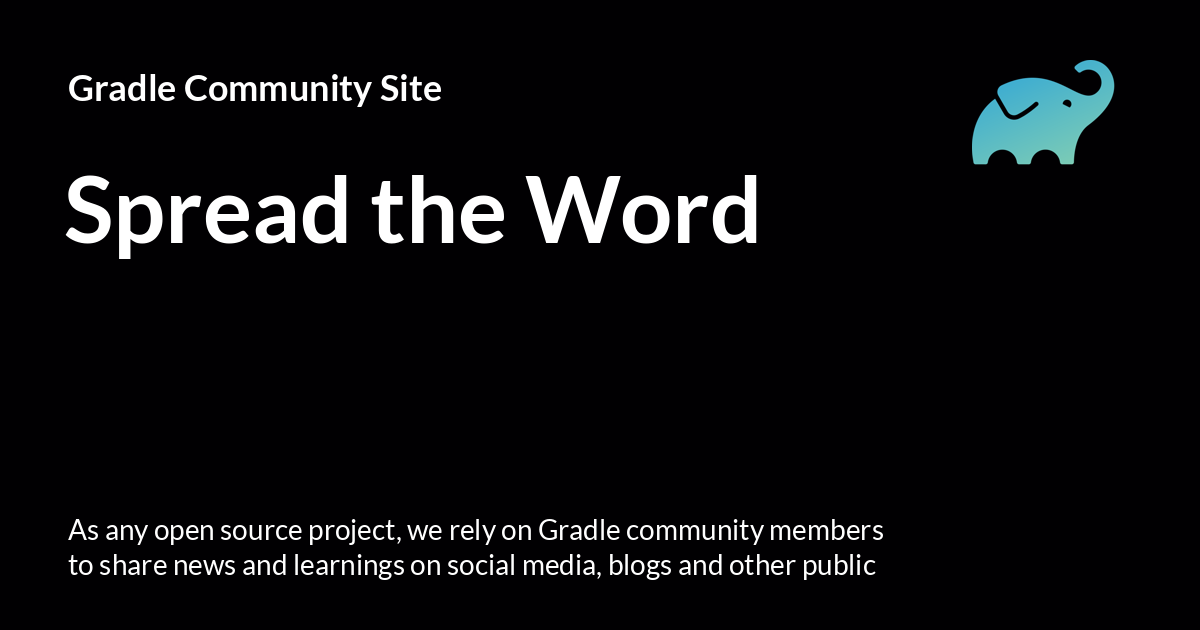 Gradle Community Site
Spread the Word
As any open source project, we rely on Gradle community members
to share news and learnings on social media, blogs and other public